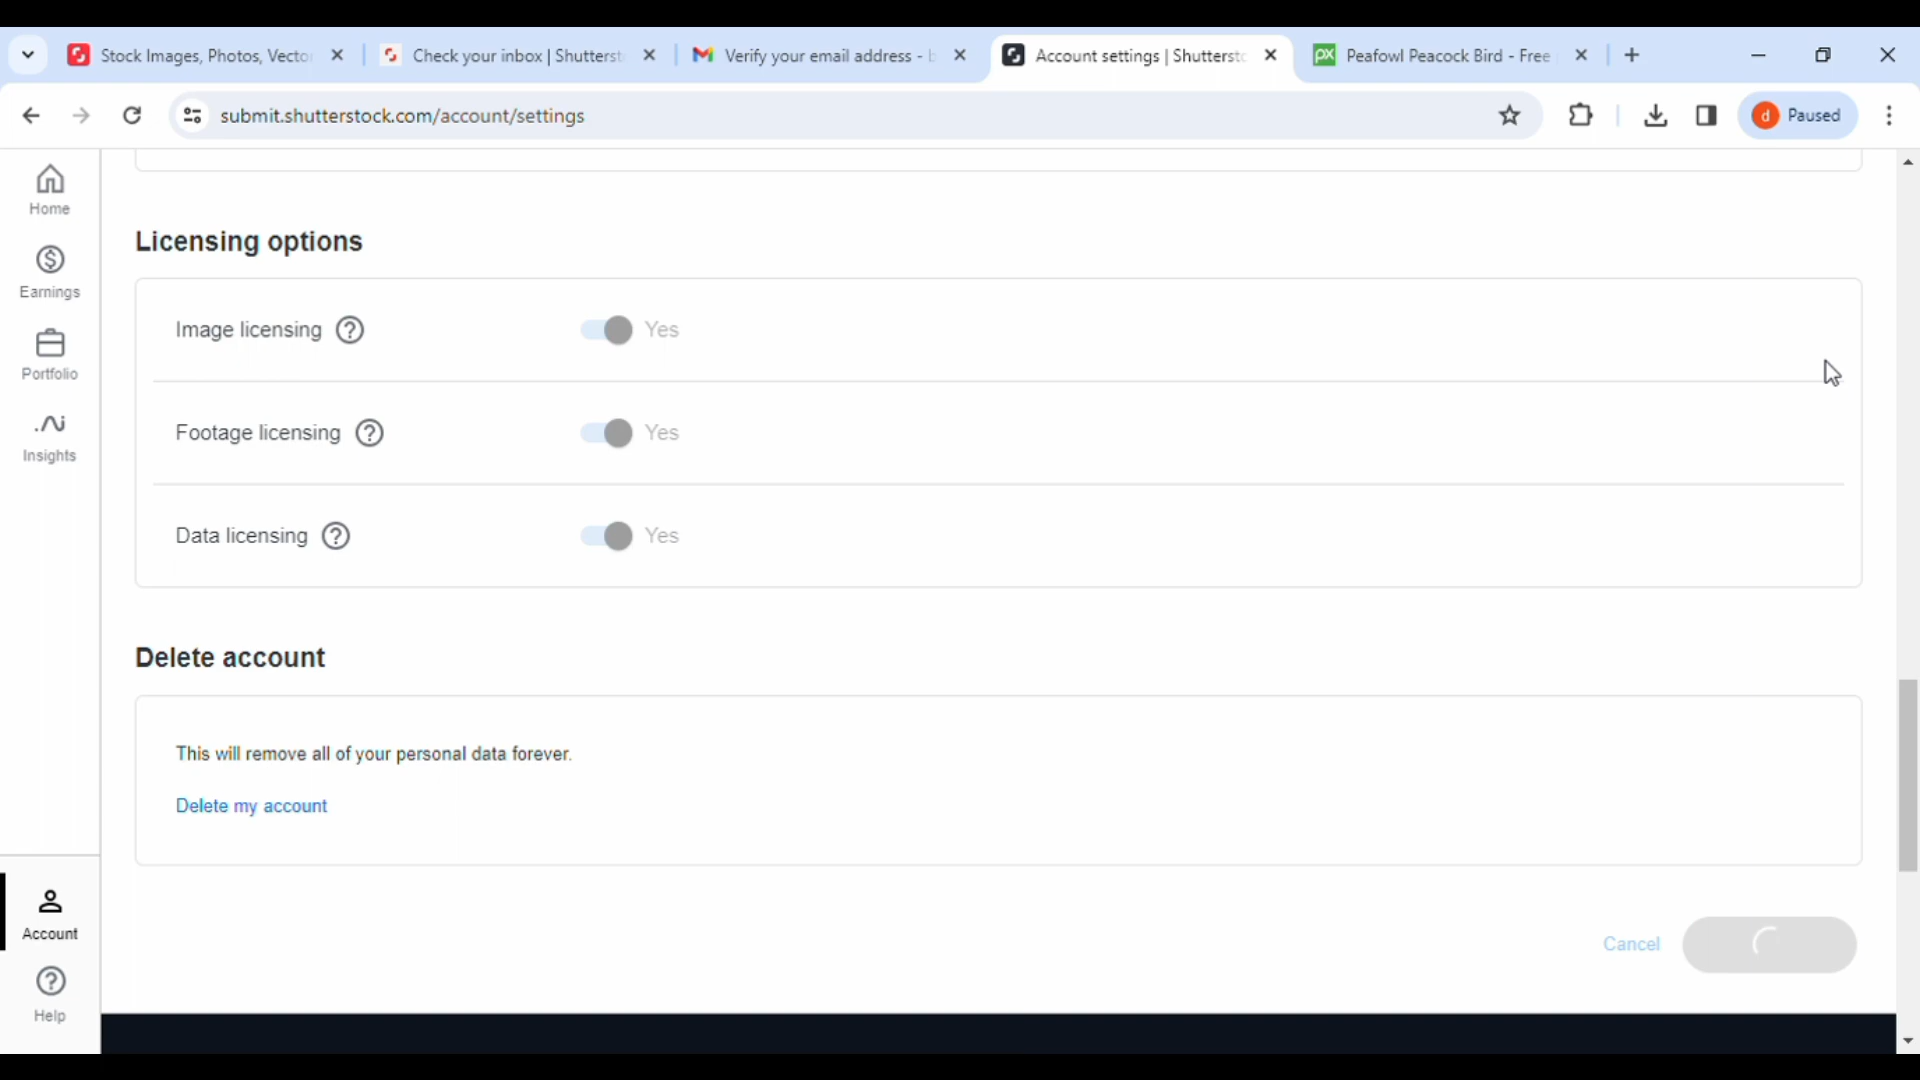 Stock Images, Photos, Vecto
Check your inbox | Shutterst
Verify your email address - b
Account settings | Shuttersto
Peafowl Peacock Bird - Free
submit.shutterstock.com/account/settings
d
Paused
Home
Earnings
Portfolio
Insights
Account
Help
Licensing options
Image licensing ? Yes
Footage licensing ? Yes
Data licensing ? Yes
Delete account
This will remove all of your personal data forever.
Delete my account
Cancel